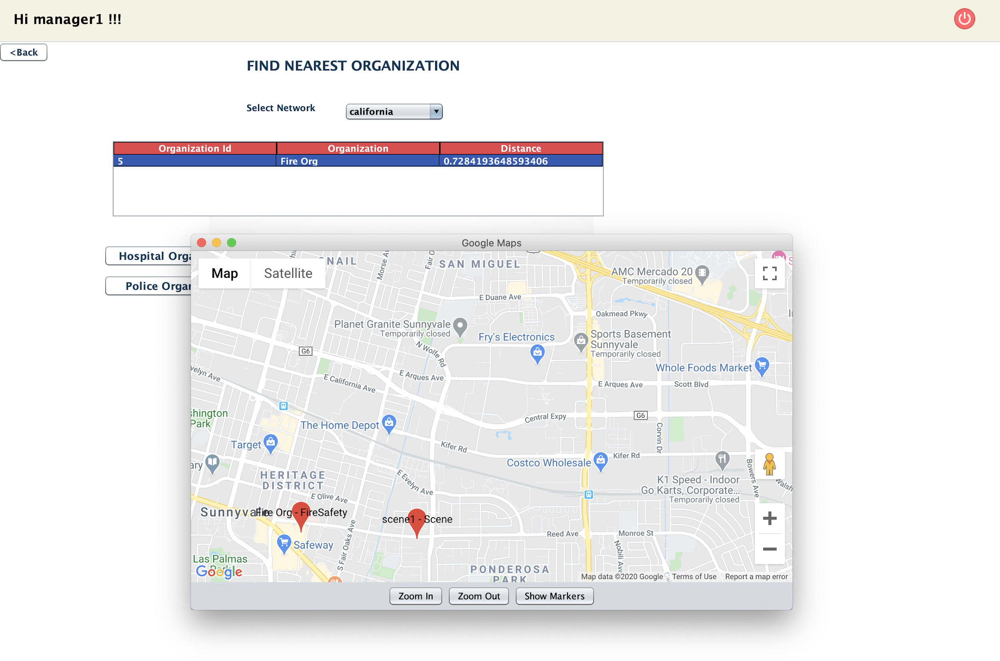 Hi manager1 !!!
<Back
FIND NEAREST ORGANIZATION
Select Network
california
Organization Id Organization Distance
5 Fire Org 0.7284193648593406
Google Maps
Hospital Orga
Police Organ
Map Satellite
NAIL
Morse Av
Fair O
SAN MIGUEL
AMC Mercado 20
Temporarily closed
E Duane Ave
Oakmead Pkwy
Planet Granite Sunnyvale
Temporarily closed
Fry's Electronics
Sports Basement
Sunnyvale
Temporarily closed
G6
N Wolfe Rd
Whole Foods Market
velyn Ave
E California Ave
E Arques Ave
E Arques Ave
Scott Blvd
shington
Park
The Home Depot
Central Expy
G6
Corvin Dr
Target
Kifer Rd
Costco Wholesale
Kifer Rd
ary
HERITAGE
DISTRICT
E Evelyn Ave
Bowers Ave
Walsh
K1 Speed - Indoor
Go Karts, Corporate...
Temporarily closed
E Olive Ave
Sunnyvale
Fire Org - FireSafety
scene1 - Scene
S Fair Oaks Ave
Reed Ave
Monroe St
Nobili Ave
Safeway
Las Palmas
Park
Google
PONDEROSA
PARK
Map data ©2020 Google Terms of Use Report a map error
Zoom In Zoom Out Show Markers